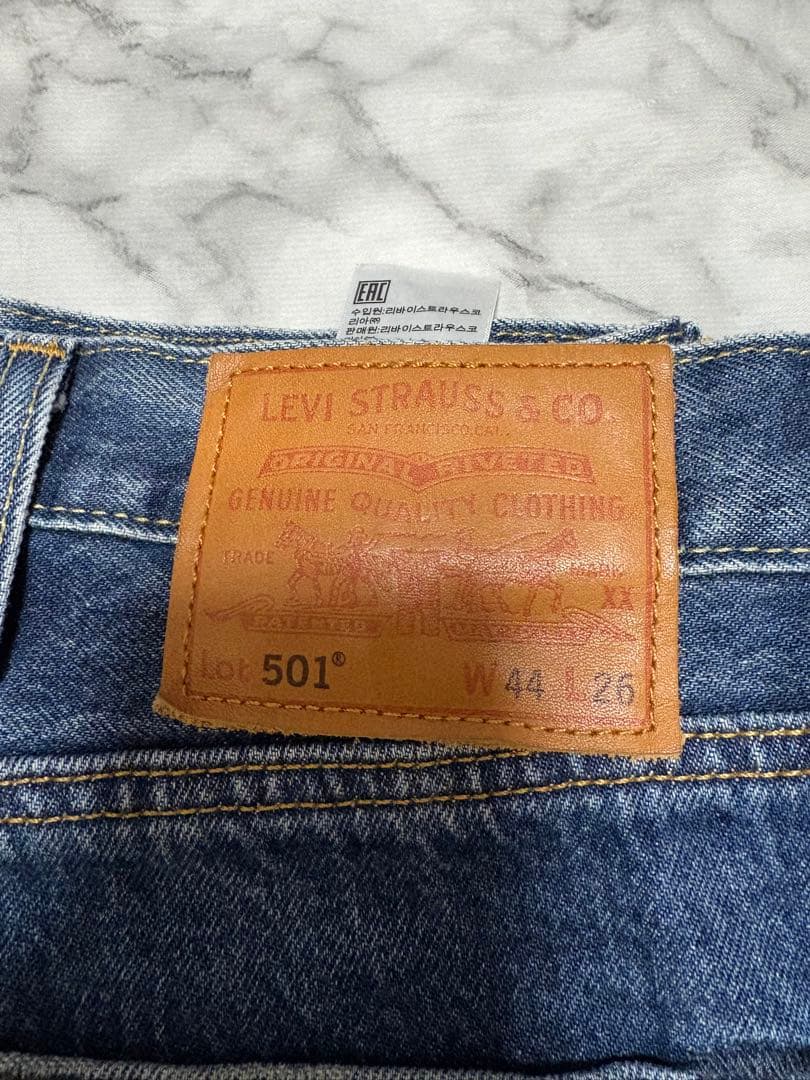 EAC
수입원:리바이스트라우스코
리아㈜
판매원:리바이스트라우스코
LEVI STRAUSS & CO.
SAN FRANCISCO, CAL.
ORIGINAL RIVETED
GENUINE QUALITY CLOTHING
TRADE MARK
XX
PATENTED
Lot 501® W 44 L 26